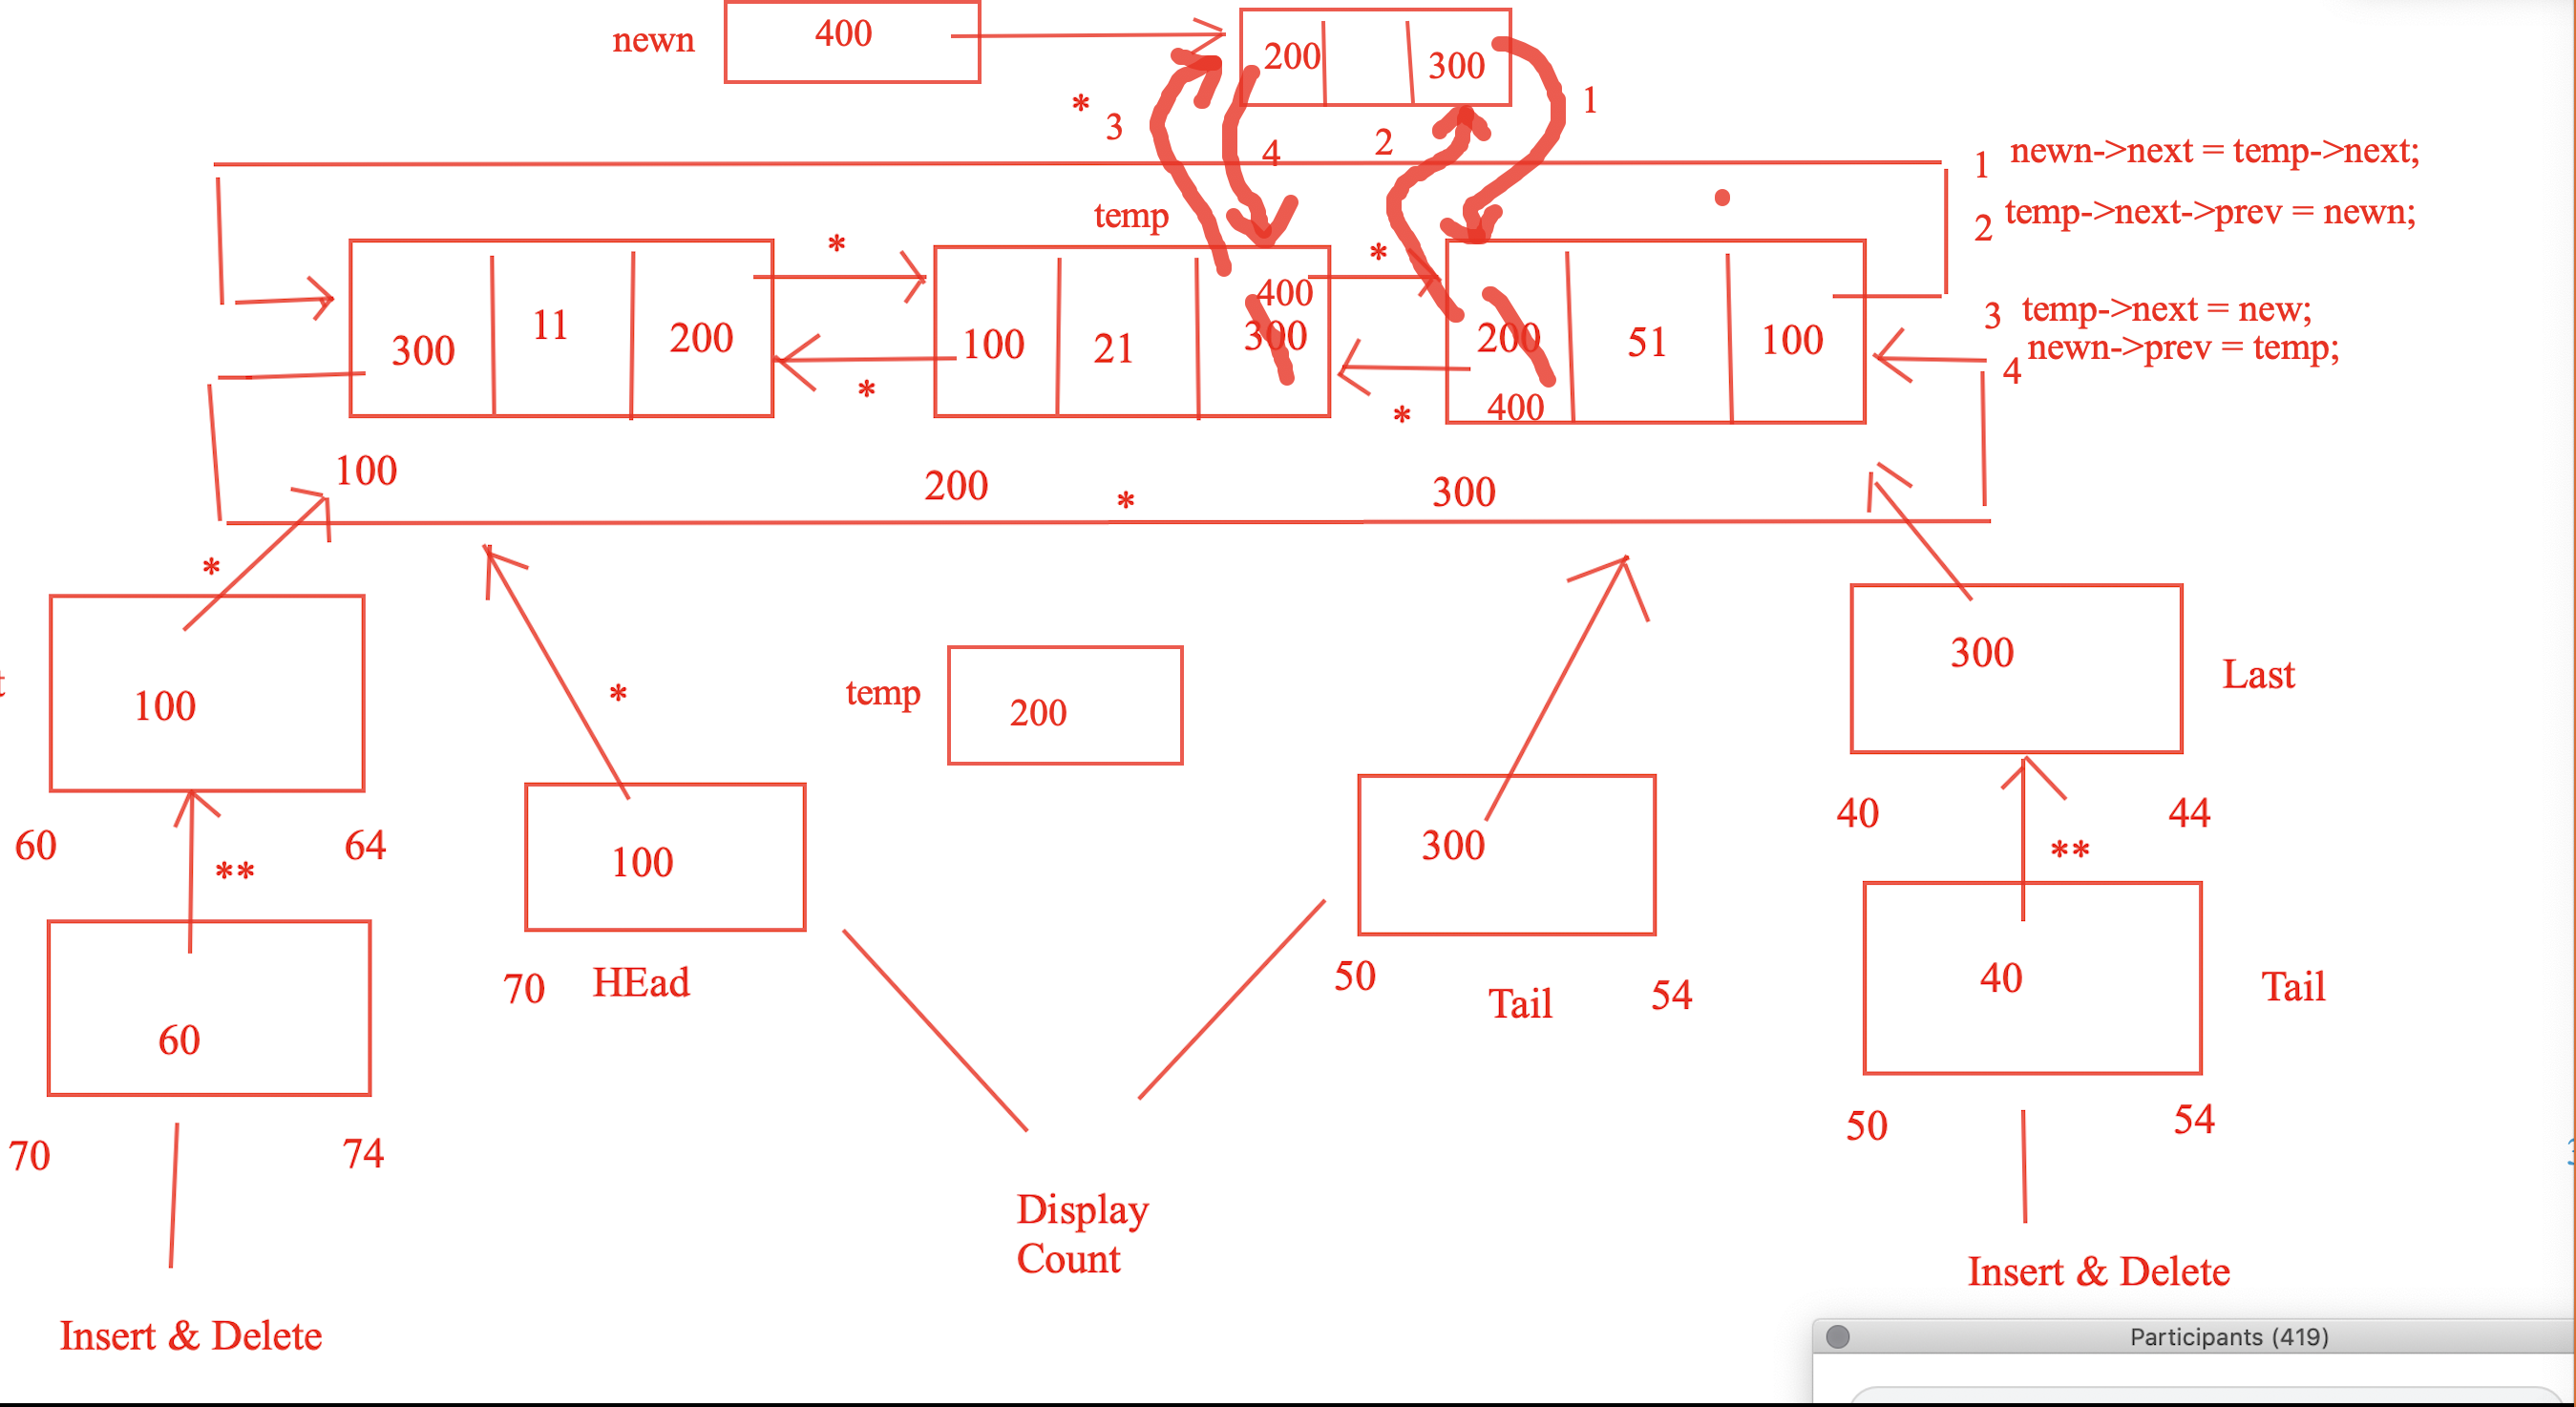 newn 400 200 300
* 3 4 2 1
1 newn->next = temp->next;
2 temp->next->prev = newn;
3 temp->next = new;
4 newn->prev = temp;
temp
* *
300 11 200
100 21 400 300
200 400 51 100
* *
100 200 * 300
*
100
60 64
**
60
70 74
Insert & Delete
*
100
70 HEad
temp 200
300
50 Tail 54
Display
Count
300 Last
40 44
**
40 Tail
50 54
Insert & Delete
Participants (419)